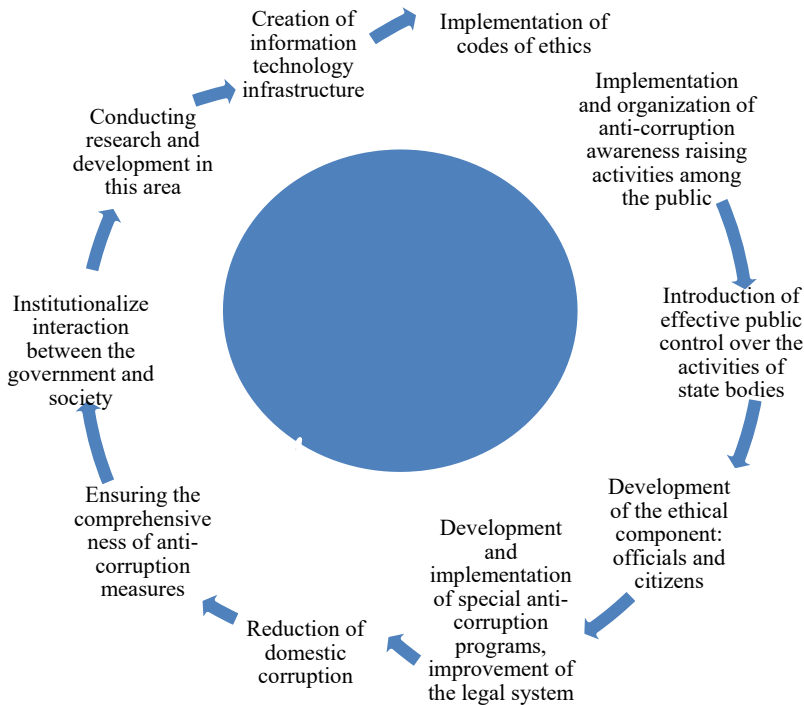 Creation of
information
technology
infrastructure
Implementation of
codes of ethics
Implementation
and organization of
anti-corruption
awareness raising
activities among
the public
Introduction of
effective public
control over the
activities of
state bodies
Development
of the ethical
component:
officials and
citizens
Development
and
implementation
of special anti-
corruption
programs,
improvement of
the legal system
Reduction of
domestic
corruption
Ensuring the
comprehensive
ness of anti-
corruption
measures
Institutionalize
interaction
between the
government and
society
Conducting
research and
development in
this area